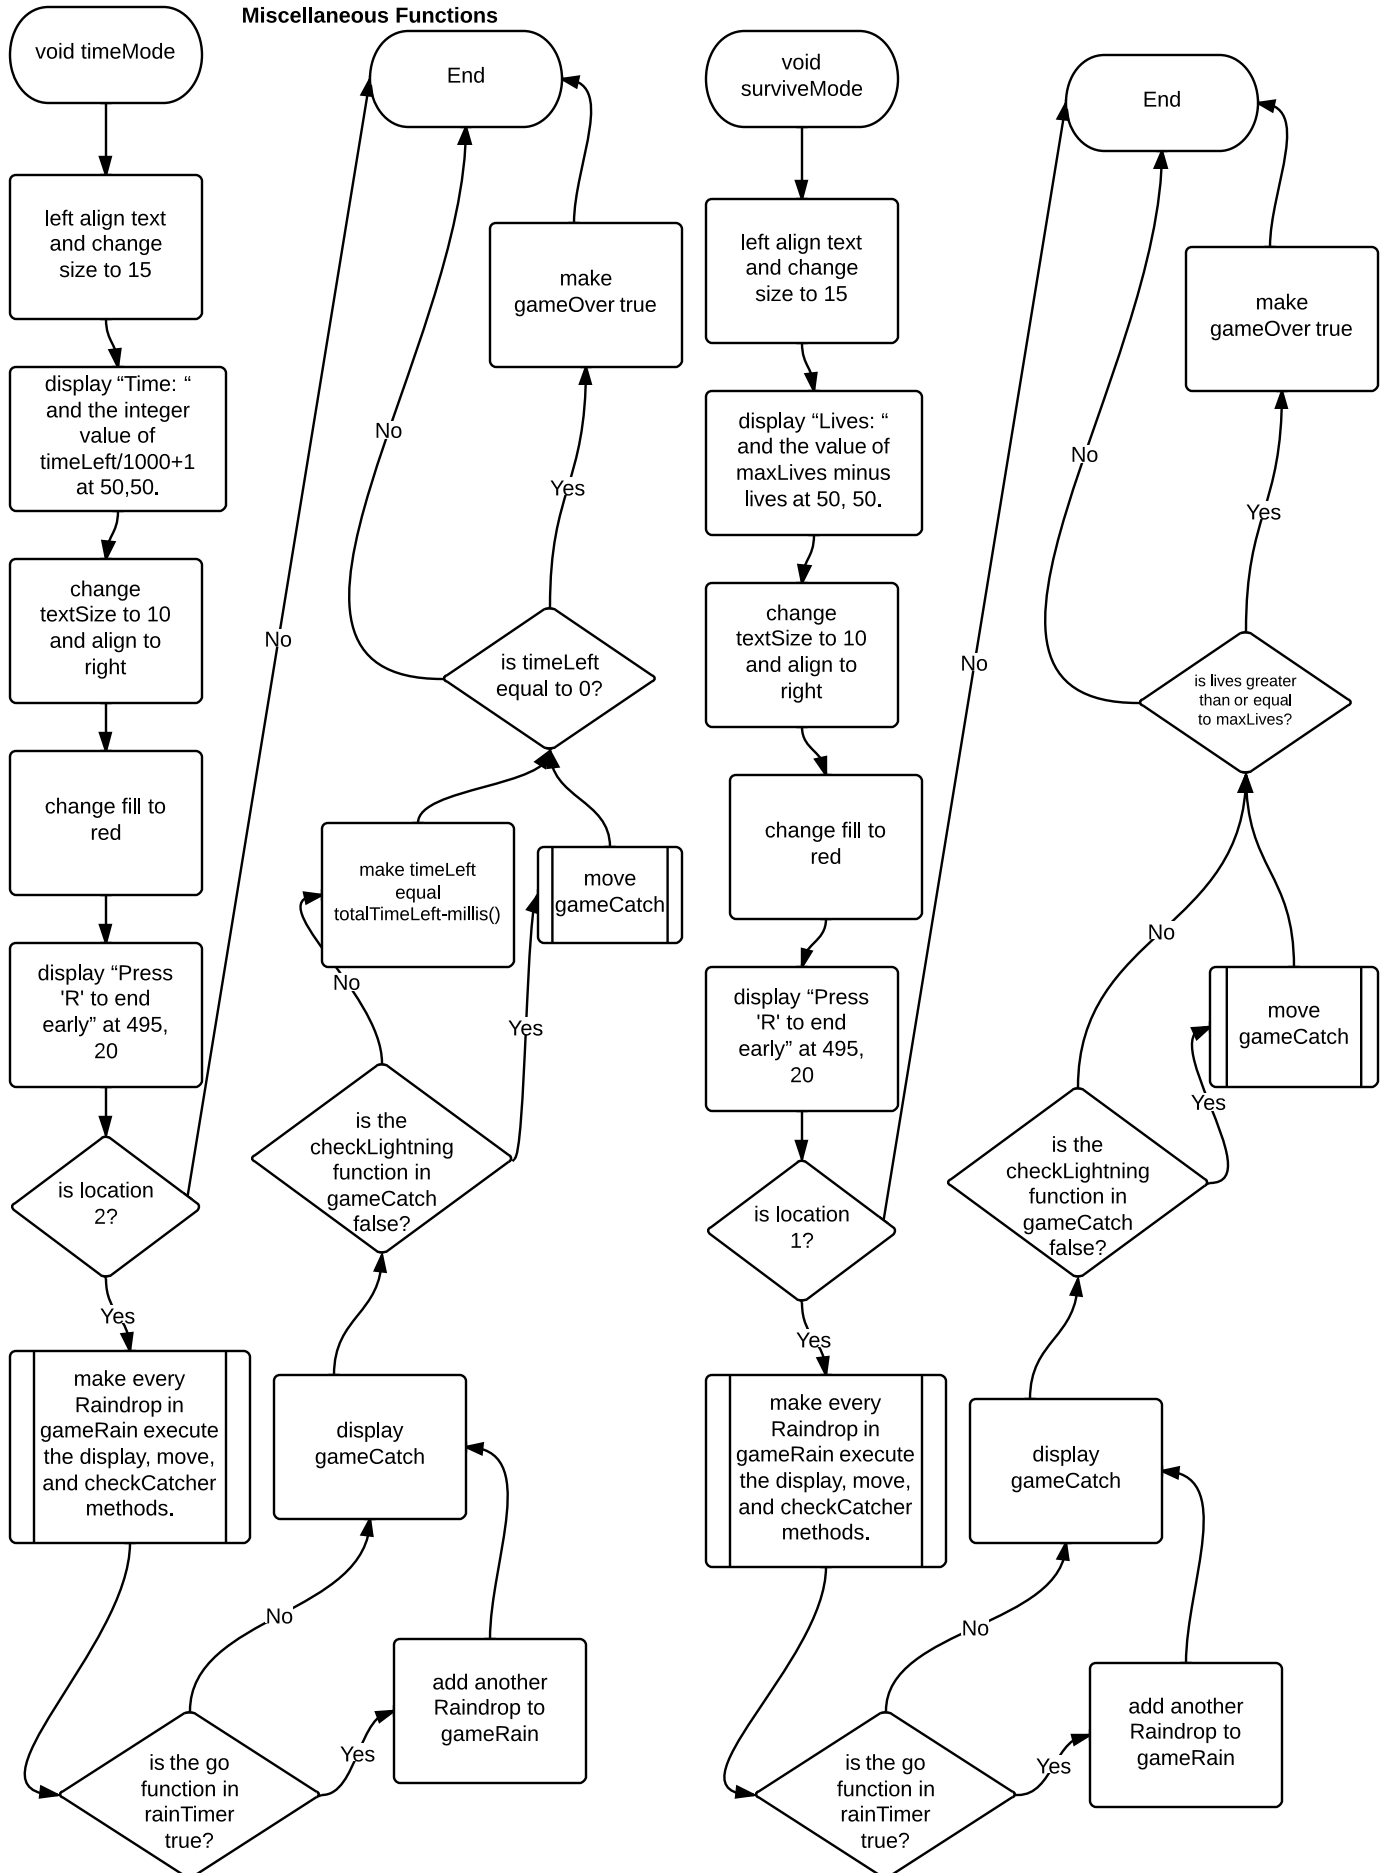 Miscellaneous Functions
void timeMode
left align text
and change
size to 15
display “Time: “
and the integer
value of
timeLeft/1000+1
at 50,50.
change
textSize to 10
and align to
right
change fill to
red
display “Press
'R' to end
early” at 495,
20
is location
2?
No
Yes
make every
Raindrop in
gameRain execute
the display, move,
and checkCatcher
methods.
is the go
function in
rainTimer
true?
No
Yes
add another
Raindrop to
gameRain
display
gameCatch
is the
checkLightning
function in
gameCatch
false?
No
Yes
make timeLeft
equal
totalTimeLeft-millis()
move
gameCatch
is timeLeft
equal to 0?
No
Yes
make
gameOver true
End
void
surviveMode
left align text
and change
size to 15
display “Lives: “
and the value of
maxLives minus
lives at 50, 50.
change
textSize to 10
and align to
right
change fill to
red
display “Press
'R' to end
early” at 495,
20
is location
1?
No
Yes
make every
Raindrop in
gameRain execute
the display, move,
and checkCatcher
methods.
is the go
function in
rainTimer
true?
No
Yes
add another
Raindrop to
gameRain
display
gameCatch
is the
checkLightning
function in
gameCatch
false?
No
Yes
move
gameCatch
is lives greater
than or equal
to maxLives?
No
Yes
make
gameOver true
End